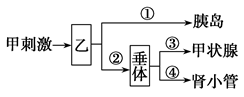 ① 胰岛
甲刺激 乙
② 垂体 ③ 甲状腺
④ 肾小管